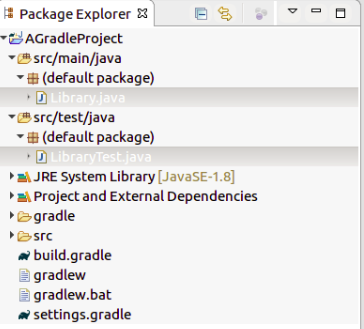 Package Explorer
AGradleProject
src/main/java
(default package)
Library.java
src/test/java
(default package)
LibraryTest.java
JRE System Library [JavaSE-1.8]
Project and External Dependencies
gradle
src
build.gradle
gradlew
gradlew.bat
settings.gradle